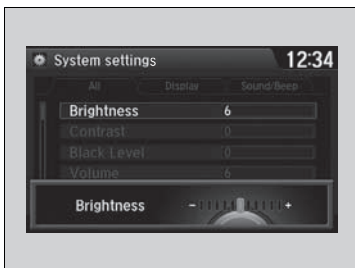 System settings 12:34
All Display Sound/Beep
Brightness 6
Contrast 0
Black Level 0
Volume 6
Brightness - +